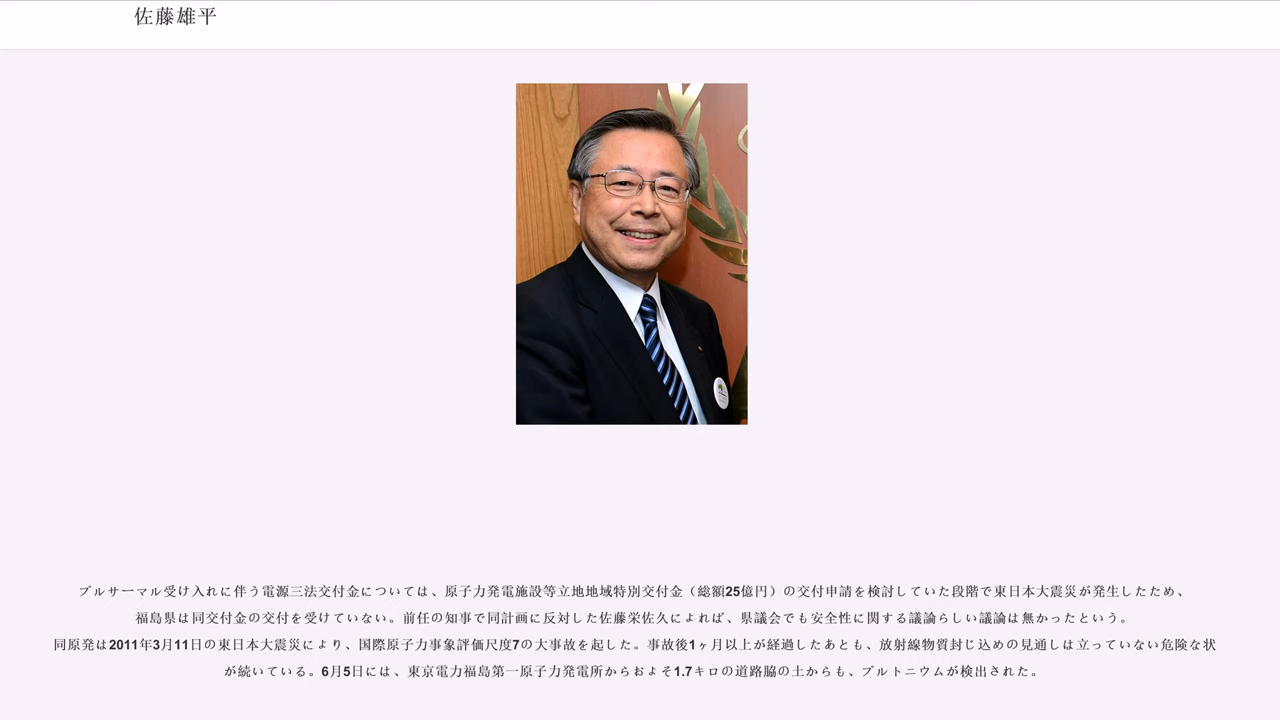 佐藤雄平
プルサーマル受け入れに伴う電源三法交付金については、原子力発電施設等立地地域特別交付金（総額25億円）の交付申請を検討していた段階で東日本大震災が発生したため、
福島県は同交付金の交付を受けていない。前任の知事で同計画に反対した佐藤栄佐久によれば、県議会でも安全性に関する議論らしい議論は無かったという。
同原発は2011年3月11日の東日本大震災により、国際原子力事象評価尺度7の大事故を起した。事故後1ヶ月以上が経過したあとも、放射線物質封じ込めの見通しは立っていない危険な状
が続いている。6月5日には、東京電力福島第一原子力発電所からおよそ1.7キロの道路脇の土からも、プルトニウムが検出された。